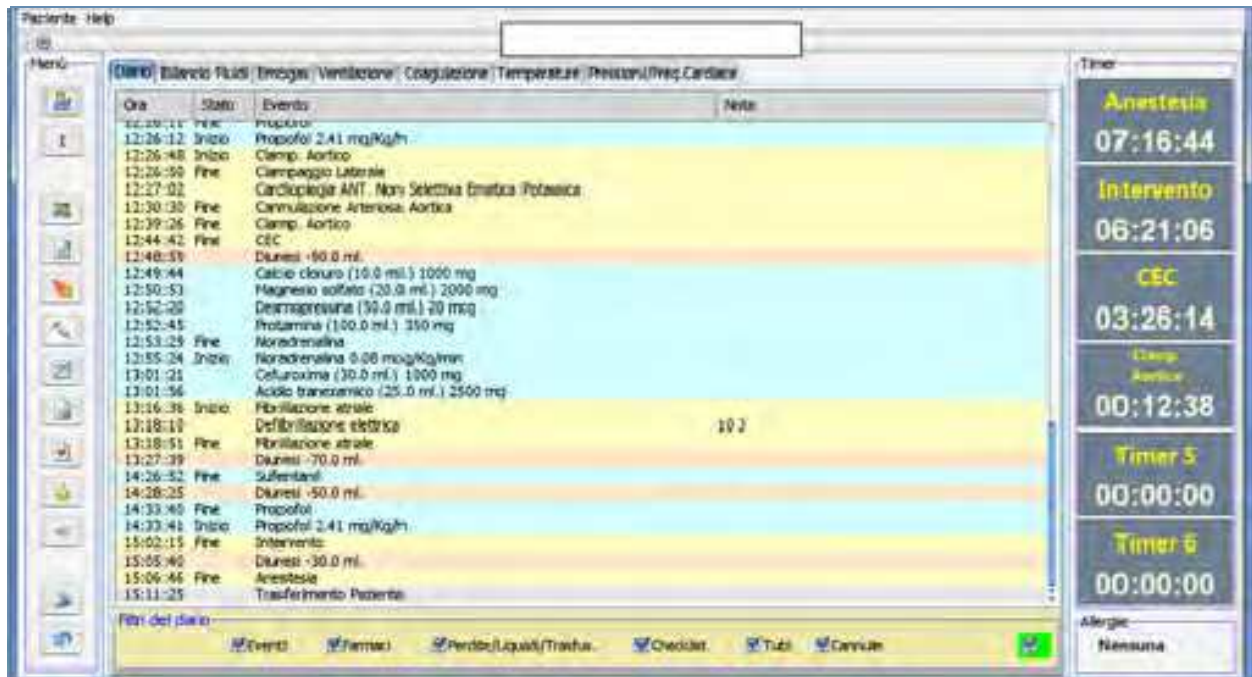 Paziente Help
Menù
Diario Bilancio Fluidi Emogas Ventilazione Coagulazione Temperature Pressioni/Freq.Cardiaca
Ora Stato Evento Note
12:26:12 Inizio Propofol 2.41 mg/Kg/h
12:26:48 Inizio Clamp. Aortico
12:26:50 Fine Clampaggio Laterale
12:27:02 Cardioplegia ANT. Non Selettiva Ematica Potassica
12:30:30 Fine Cannulazione Arteriosa: Aortica
12:39:26 Fine Clamp. Aortico
12:44:42 Fine CEC
12:48:59 Diuresi -90.0 ml.
12:49:44 Calcio cloruro (10.0 ml.) 1000 mg
12:50:53 Magnesio solfato (20.0 ml.) 2000 mg
12:52:20 Desmopressina (50.0 ml.) 20 mcg
12:52:45 Protamina (100.0 ml.) 350 mg
12:53:29 Fine Noradrenalina
12:55:24 Inizio Noradrenalina 0.08 mcg/Kg/min
13:01:21 Cefuroxima (30.0 ml.) 1000 mg
13:01:56 Acido tranexamico (25.0 ml.) 2500 mg
13:16:36 Inizio Fibrillazione atriale
13:18:10 Defibrillazione elettrica
13:18:51 Fine Fibrillazione atriale
13:27:39 Diuresi -70.0 ml.
14:26:52 Fine Sufentanil
14:28:25 Diuresi -50.0 ml.
14:33:40 Fine Propofol
14:33:41 Inizio Propofol 2.41 mg/Kg/h
15:02:15 Fine Intervento
15:05:40 Diuresi -30.0 ml.
15:06:46 Fine Anestesia
15:11:25 Trasferimento Paziente
Filtri del diario
Eventi Farmaci Perdite/Liquidi/Trasfus. Checklist Tubi Cannule
Timer
Anestesia
07:16:44
Intervento
06:21:06
CEC
03:26:14
Clamp.
Aortico
00:12:38
Timer 5
00:00:00
Timer 6
00:00:00
Allergie
Nessuna